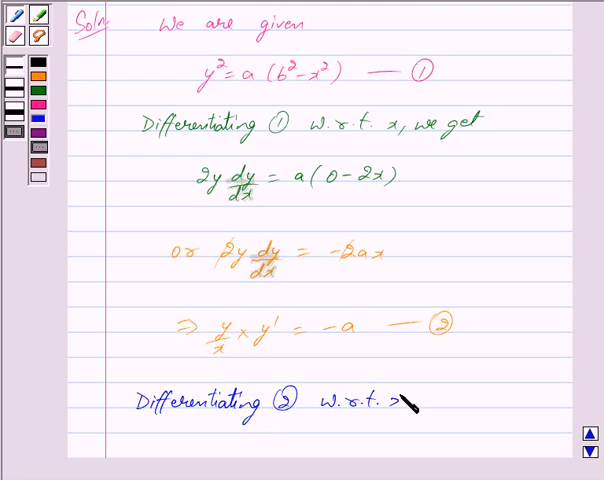 Soln. We are given
y² = a (b² – x²) — ①
Differentiating ① w.r.t. x, we get
2y dy/dx = a (0 – 2x)
or 2y dy/dx = -2ax
⇒ y/x × y' = -a — ②
Differentiating ② w.r.t.